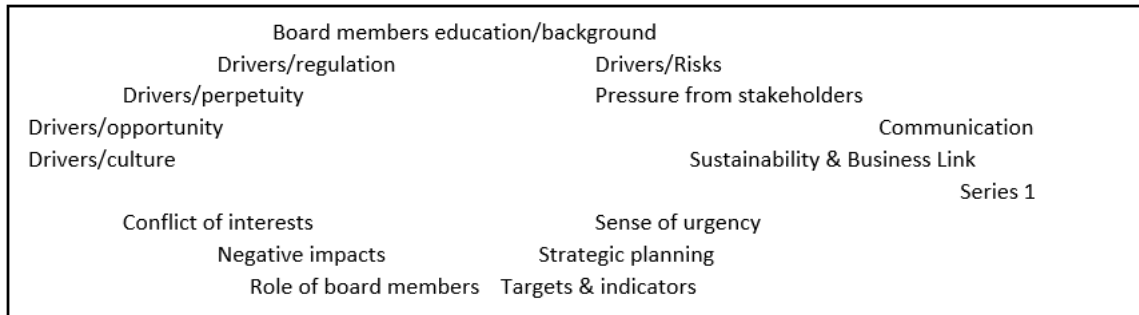 Board members education/background
Drivers/regulation Drivers/Risks
Drivers/perpetuity Pressure from stakeholders
Drivers/opportunity Communication
Drivers/culture Sustainability & Business Link
Series 1
Conflict of interests Sense of urgency
Negative impacts Strategic planning
Role of board members Targets & indicators